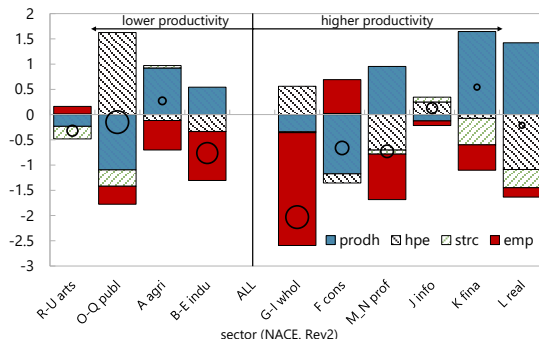 lower productivity higher productivity
2
1.5
1
0.5
0
-0.5
-1
-1.5
-2
-2.5
-3
prodh hpe strc emp
R-U arts O-Q publ A agri B-E indu ALL G-I whol F cons M_N prof J info K fina L real
sector (NACE, Rev2)